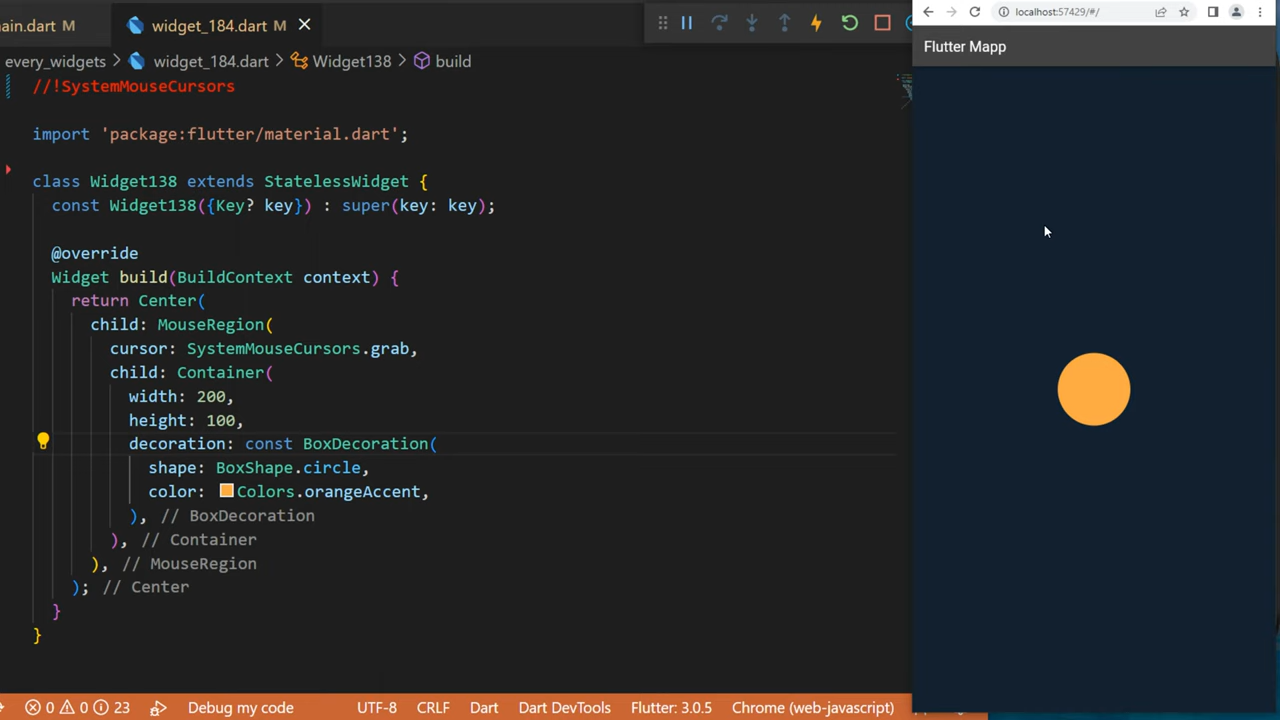 ain.dart M
widget_184.dart M
every_widgets > widget_184.dart > Widget138 > build
//!SystemMouseCursors
import 'package:flutter/material.dart';
class Widget138 extends StatelessWidget {
const Widget138({Key? key}) : super(key: key);
@override
Widget build(BuildContext context) {
return Center(
child: MouseRegion(
cursor: SystemMouseCursors.grab,
child: Container(
width: 200,
height: 100,
decoration: const BoxDecoration(
shape: BoxShape.circle,
color: Colors.orangeAccent,
), // BoxDecoration
), // Container
), // MouseRegion
); // Center
}
}
0 0 23 Debug my code UTF-8 CRLF Dart Dart DevTools Flutter: 3.0.5 Chrome (web-javascript)
localhost:57429/#/
Flutter Mapp